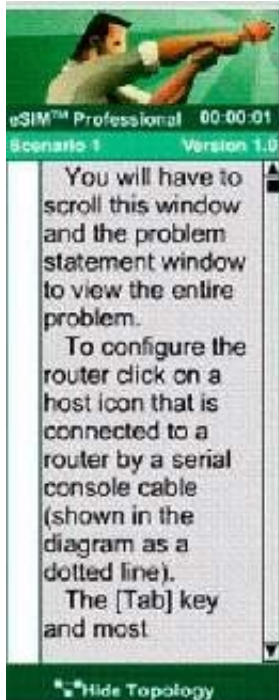 eSIM™ Professional 00:00:01
Scenario 1 Version 1.0
You will have to
scroll this window
and the problem
statement window
to view the entire
problem.
To configure the
router click on a
host icon that is
connected to a
router by a serial
console cable
(shown in the
diagram as a
dotted line).
The [Tab] key
and most
Hide Topology